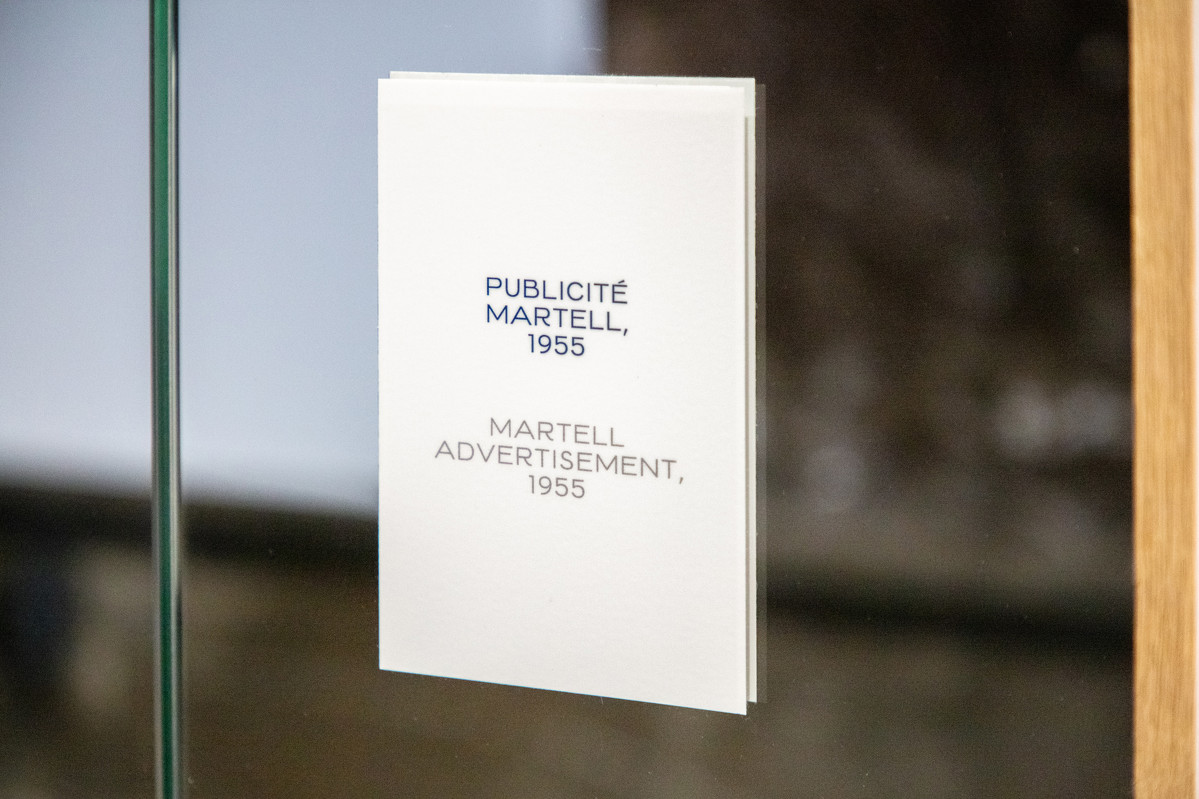 PUBLICITÉ
MARTELL,
1955
MARTELL
ADVERTISEMENT,
1955